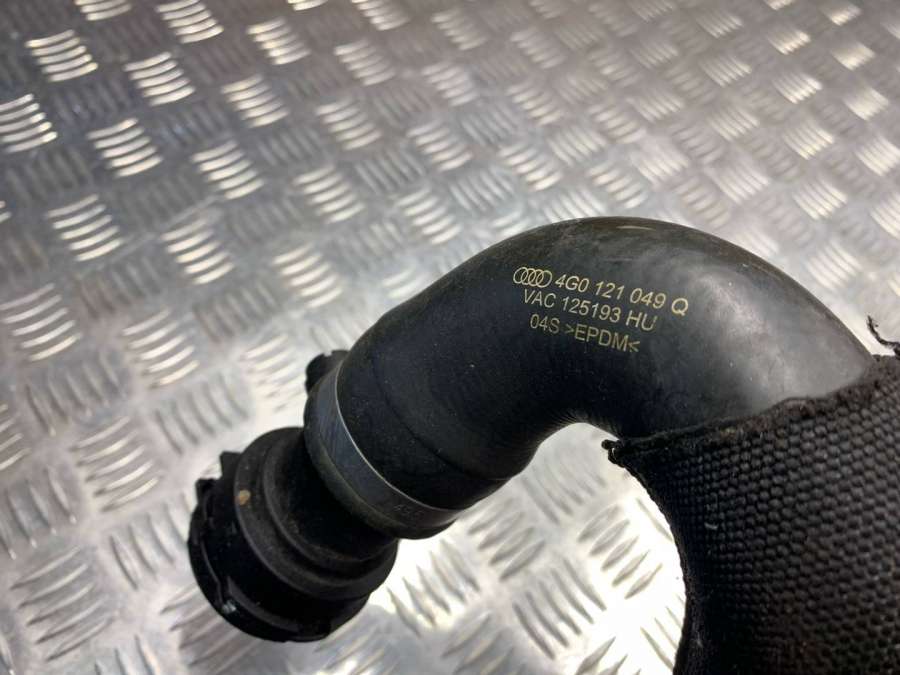 4G0 121 049 Q
VAC 125193 HU
04S >EPDM<